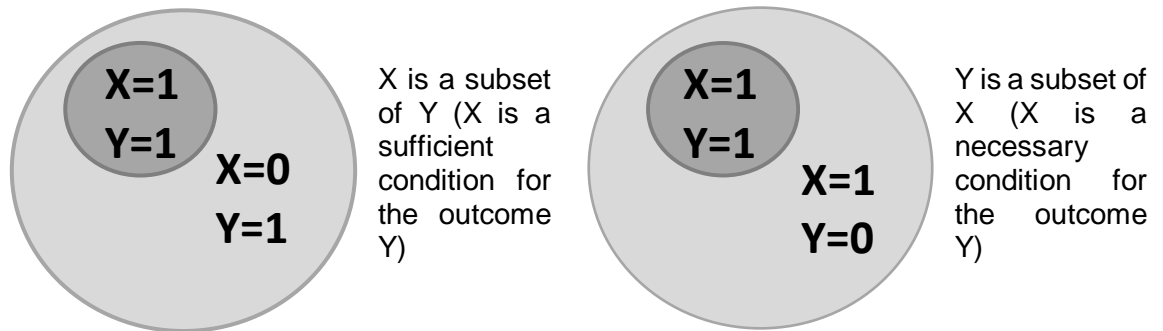 X=1
Y=1
X=0
Y=1
X is a subset
of Y (X is a
sufficient
condition for
the outcome
Y)
X=1
Y=1
X=1
Y=0
Y is a subset of
X (X is a
necessary
condition for
the outcome
Y)